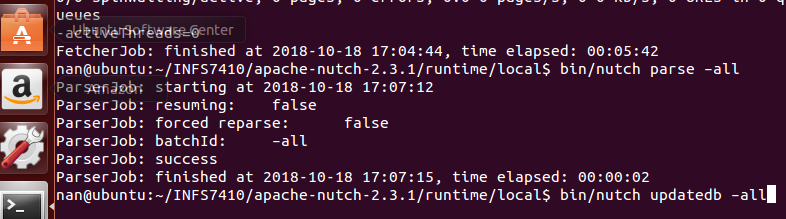 0/0 spinwaiting/active, 0 pages, 0 errors, 0.0 0 pages/s, 0 0 kb/s, 0 URLs in 0 q
ueues
-activeThreads=0
Ubuntu Software Center
FetcherJob: finished at 2018-10-18 17:04:44, time elapsed: 00:05:42
nan@ubuntu:~/INFS7410/apache-nutch-2.3.1/runtime/local$ bin/nutch parse -all
ParserJob: starting at 2018-10-18 17:07:12
Amazon
ParserJob: resuming: false
ParserJob: forced reparse: false
ParserJob: batchId: -all
ParserJob: success
ParserJob: finished at 2018-10-18 17:07:15, time elapsed: 00:00:02
nan@ubuntu:~/INFS7410/apache-nutch-2.3.1/runtime/local$ bin/nutch updatedb -all